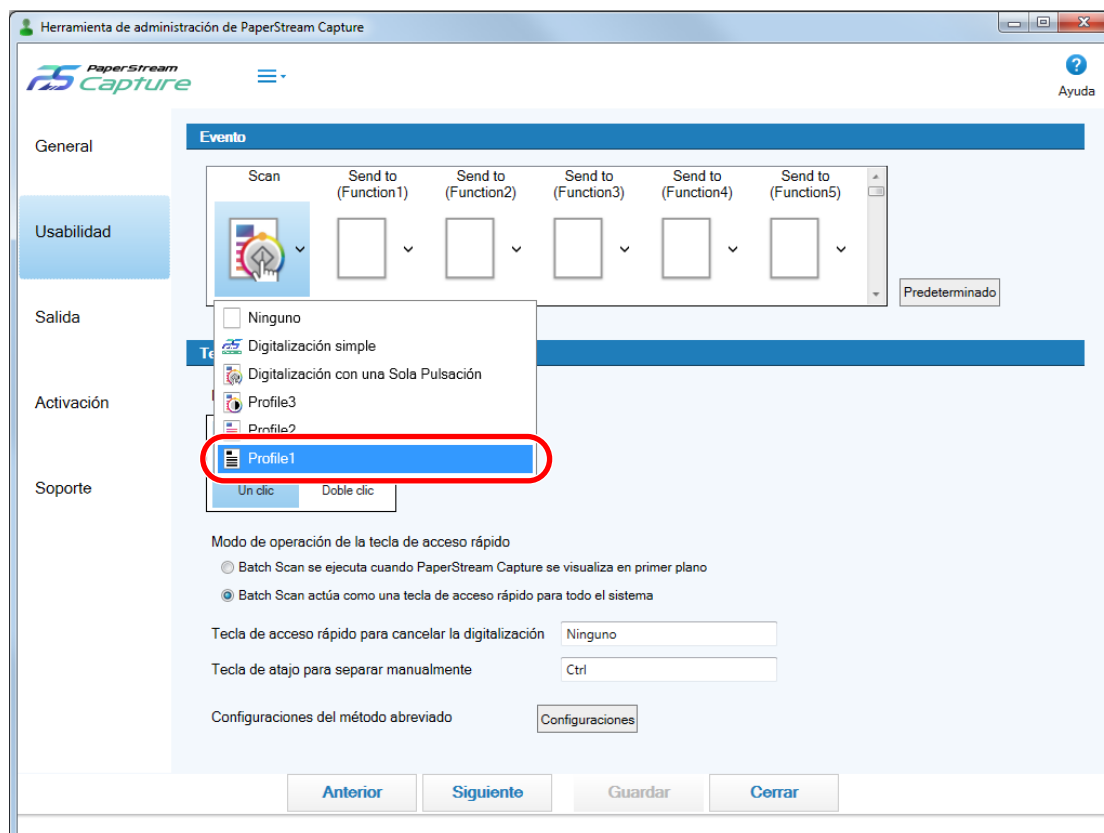 Herramienta de administración de PaperStream Capture
PaperStream
Capture
Ayuda
General
Usabilidad
Salida
Activación
Soporte
Evento
Scan
Send to
(Function1)
Send to
(Function2)
Send to
(Function3)
Send to
(Function4)
Send to
(Function5)
Predeterminado
Ninguno
Digitalización simple
Digitalización con una Sola Pulsación
Profile3
Profile2
Profile1
Un clic
Doble clic
Modo de operación de la tecla de acceso rápido
Batch Scan se ejecuta cuando PaperStream Capture se visualiza en primer plano
Batch Scan actúa como una tecla de acceso rápido para todo el sistema
Tecla de acceso rápido para cancelar la digitalización
Ninguno
Tecla de atajo para separar manualmente
Ctrl
Configuraciones del método abreviado
Configuraciones
Anterior
Siguiente
Guardar
Cerrar